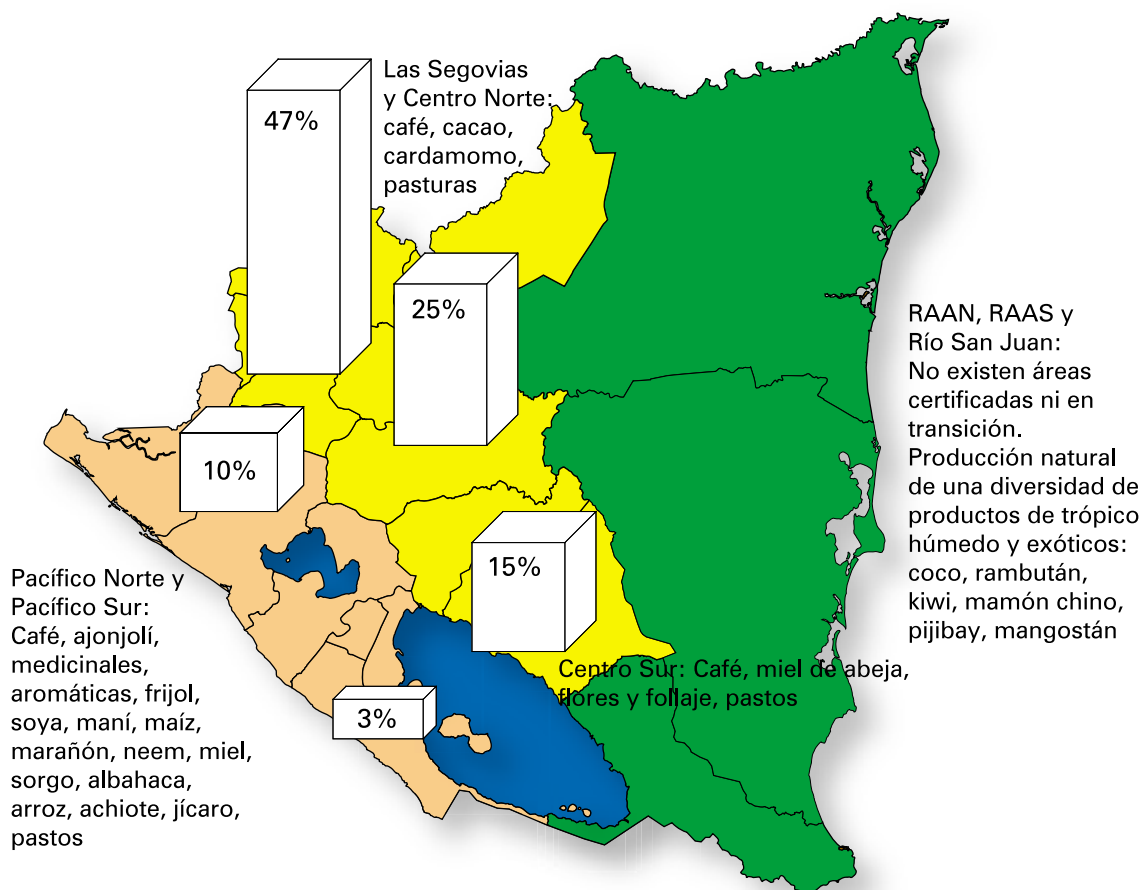 47%
Las Segovias
y Centro Norte:
café, cacao,
cardamomo,
pasturas
25%
10%
15%
3%
RAAN, RAAS y
Río San Juan:
No existen áreas
certificadas ni en
transición.
Producción natural
de una diversidad de
productos de trópico
húmedo y exóticos:
coco, rambután,
kiwi, mamón chino,
pijibay, mangostán
Pacífico Norte y
Pacífico Sur:
Café, ajonjolí,
medicinales,
aromáticas, frijol,
soya, maní, maíz,
marañón, neem, miel,
sorgo, albahaca,
arroz, achiote, jícaro,
pastos
Centro Sur: Café, miel de abeja,
flores y follaje, pastos